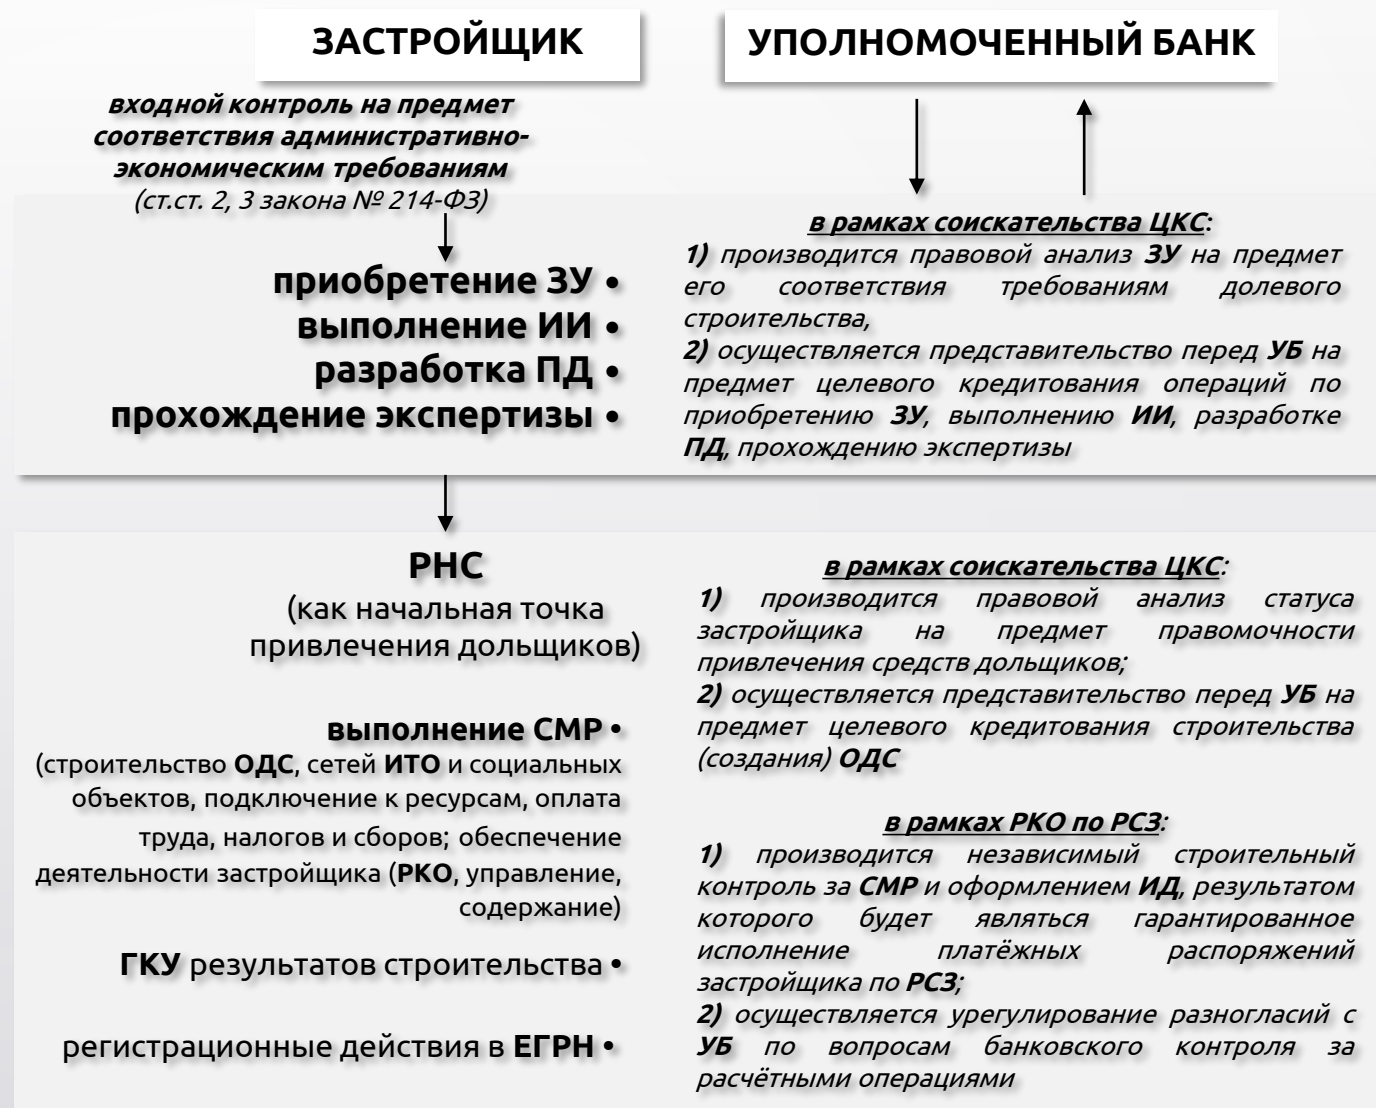 ЗАСТРОЙЩИК
входной контроль на предмет
соответствия административно-
экономическим требованиям
(ст.ст. 2, 3 закона № 214-ФЗ)
приобретение ЗУ •
выполнение ИИ •
разработка ПД •
прохождение экспертизы •
УПОЛНОМОЧЕННЫЙ БАНК
в рамках соискательства ЦКС:
1) производится правовой анализ ЗУ на предмет
его соответствия требованиям долевого
строительства,
2) осуществляется представительство перед УБ на
предмет целевого кредитования операций по
приобретению ЗУ, выполнению ИИ, разработке
ПД, прохождению экспертизы
РНС
(как начальная точка
привлечения дольщиков)
выполнение СМР •
(строительство ОДС, сетей ИТО и социальных
объектов, подключение к ресурсам, оплата
труда, налогов и сборов; обеспечение
деятельности застройщика (РКО, управление,
содержание)
ГКУ результатов строительства •
регистрационные действия в ЕГРН •
в рамках соискательства ЦКС:
1) производится правовой анализ статуса
застройщика на предмет правомочности
привлечения средств дольщиков;
2) осуществляется представительство перед УБ на
предмет целевого кредитования строительства
(создания) ОДС
в рамках РКО по РСЗ:
1) производится независимый строительный
контроль за СМР и оформлением ИД, результатом
которого будет являться гарантированное
исполнение платёжных распоряжений
застройщика по РСЗ;
2) осуществляется урегулирование разногласий с
УБ по вопросам банковского контроля за
расчётными операциями